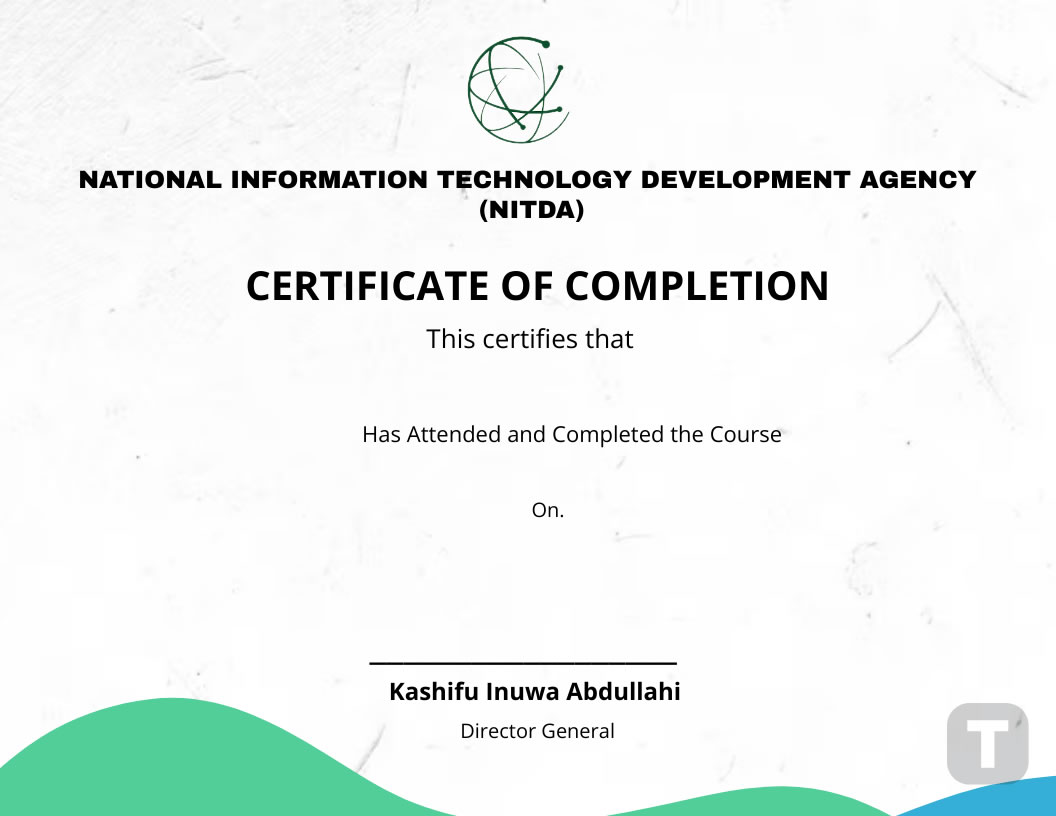 NATIONAL INFORMATION TECHNOLOGY DEVELOPMENT AGENCY
(NITDA)
CERTIFICATE OF COMPLETION
This certifies that
Has Attended and Completed the Course
On.
Kashifu Inuwa Abdullahi
Director General
T